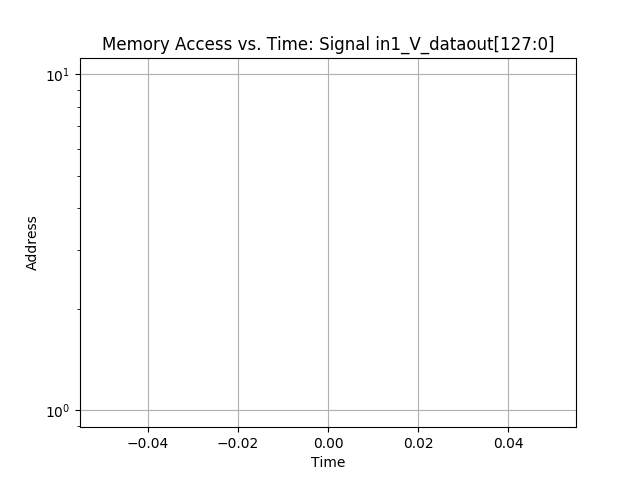 Memory Access vs. Time: Signal in1_V_dataout[127:0]
10¹
Address
10⁰
−0.04 −0.02 0.00 0.02 0.04
Time